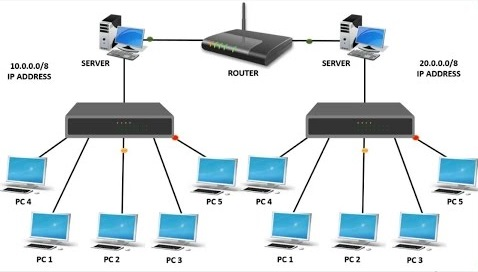 SERVER
ROUTER
SERVER
10.0.0.0/8
IP ADDRESS
20.0.0.0/8
IP ADDRESS
PC 4
PC 5
PC 4
PC 5
PC 1
PC 2
PC 3
PC 1
PC 2
PC 3